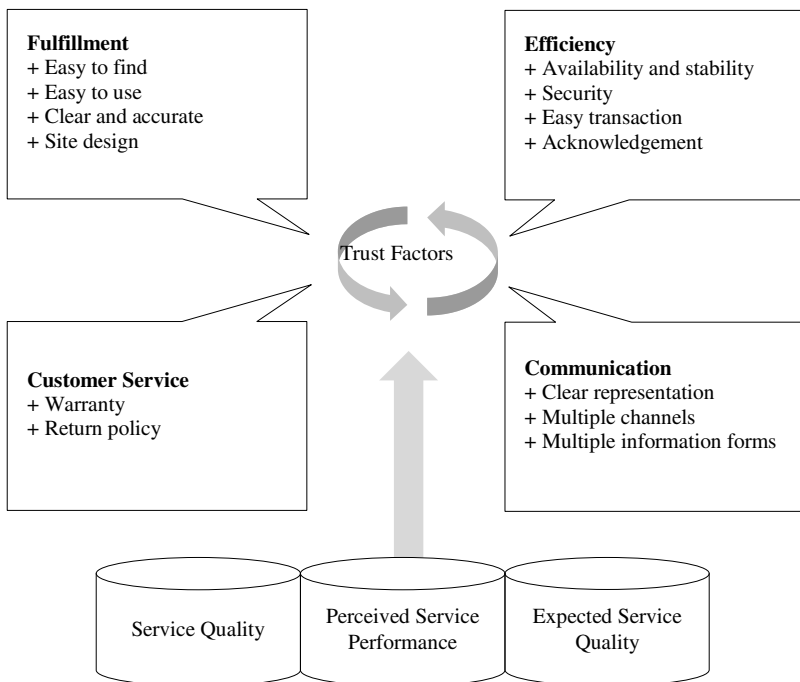 Fulfillment
+ Easy to find
+ Easy to use
+ Clear and accurate
+ Site design
Efficiency
+ Availability and stability
+ Security
+ Easy transaction
+ Acknowledgement
Trust Factors
Customer Service
+ Warranty
+ Return policy
Communication
+ Clear representation
+ Multiple channels
+ Multiple information forms
Service Quality
Perceived Service
Performance
Expected Service
Quality